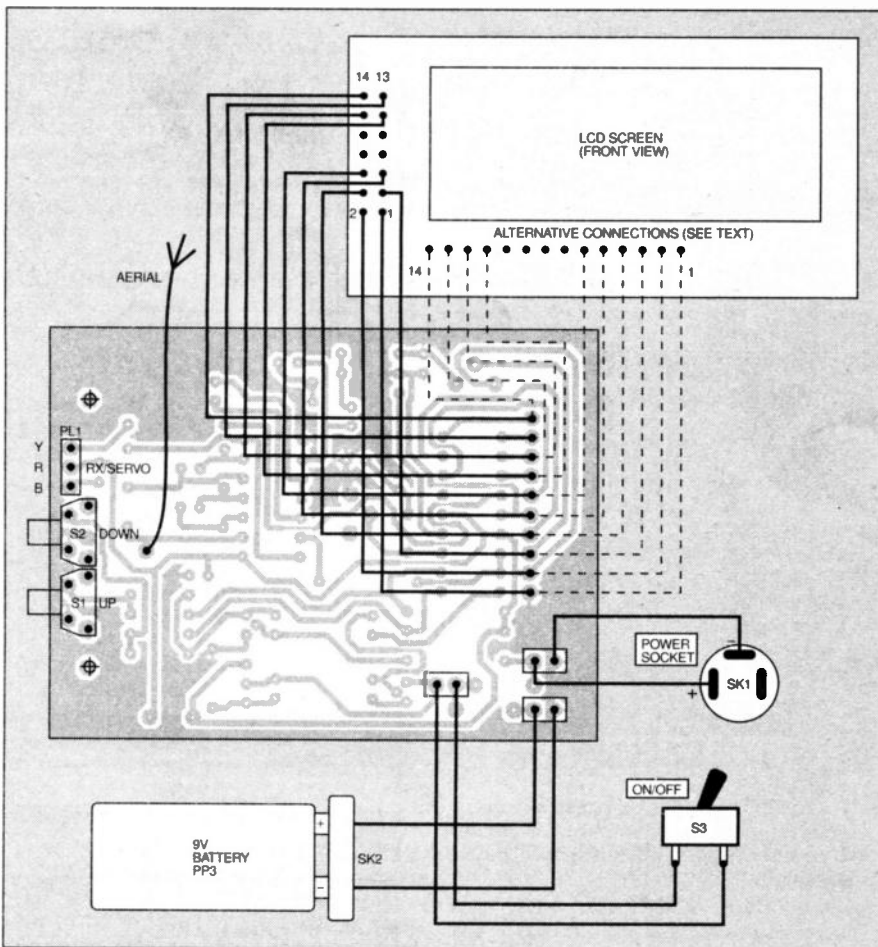 14 13
LCD SCREEN
(FRONT VIEW)
2 1
ALTERNATIVE CONNECTIONS (SEE TEXT)
14 1
AERIAL
PL1
Y
R RX/SERVO
B
S2 DOWN
S1 UP
POWER
SOCKET
–
SK1
+
ON/OFF
S3
9V
BATTERY
PP3
+
–
SK2